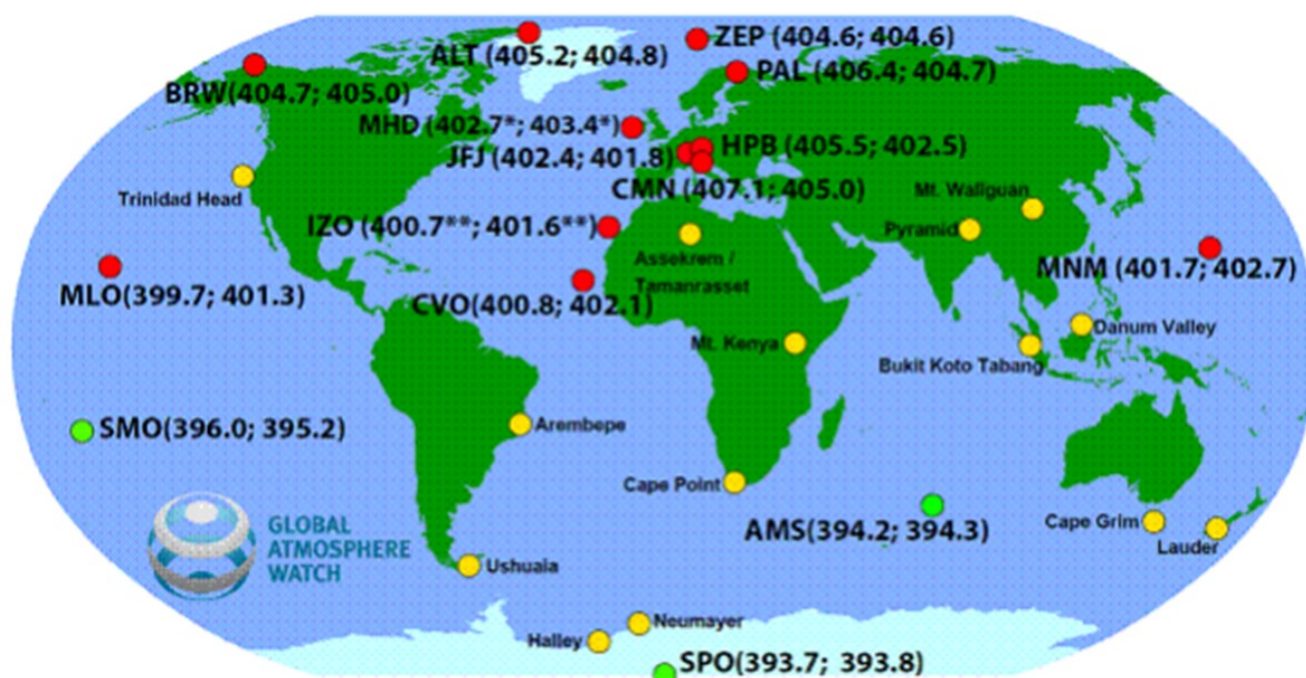 ZEP (404.6; 404.6)
ALT (405.2; 404.8)
PAL (406.4; 404.7)
BRW(404.7; 405.0)
MHD (402.7*; 403.4*)
HPB (405.5; 402.5)
JFJ (402.4; 401.8)
CMN (407.1; 405.0)
Mt. Wallguan
Trinidad Head
IZO (400.7**; 401.6**)
Pyramid
Assekrem /
Tamanrasset
MNM (401.7; 402.7)
MLO(399.7; 401.3)
CVO(400.8; 402.1)
Danum Valley
Mt. Kenya
Bukit Koto Tabang
SMO(396.0; 395.2)
Arembepe
Cape Point
AMS(394.2; 394.3)
Cape Grim
Lauder
GLOBAL
ATMOSPHERE
WATCH
Ushuaia
Neumayer
Halley
SPO(393.7; 393.8)